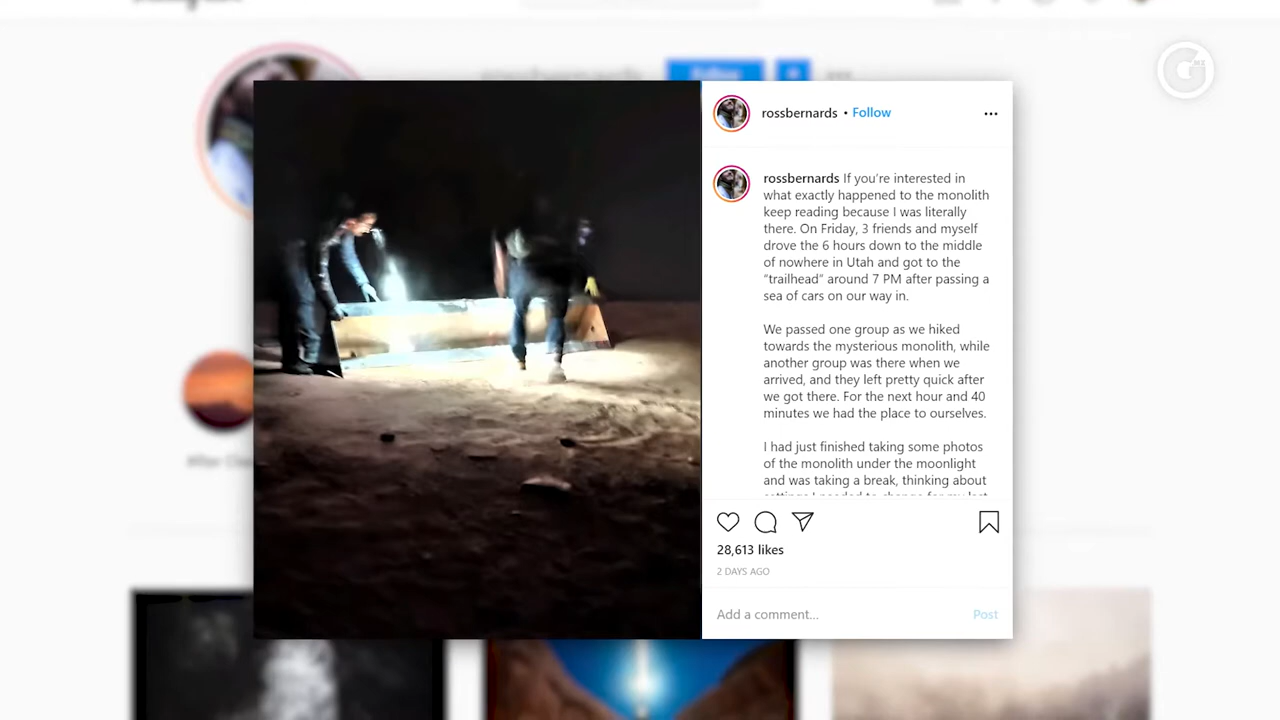 rossbernards • Follow
rossbernards If you're interested in
what exactly happened to the monolith
keep reading because I was literally
there. On Friday, 3 friends and myself
drove the 6 hours down to the middle
of nowhere in Utah and got to the
“trailhead” around 7 PM after passing a
sea of cars on our way in.
We passed one group as we hiked
towards the mysterious monolith, while
another group was there when we
arrived, and they left pretty quick after
we got there. For the next hour and 40
minutes we had the place to ourselves.
I had just finished taking some photos
of the monolith under the moonlight
and was taking a break, thinking about
28,613 likes
2 DAYS AGO
Add a comment... Post